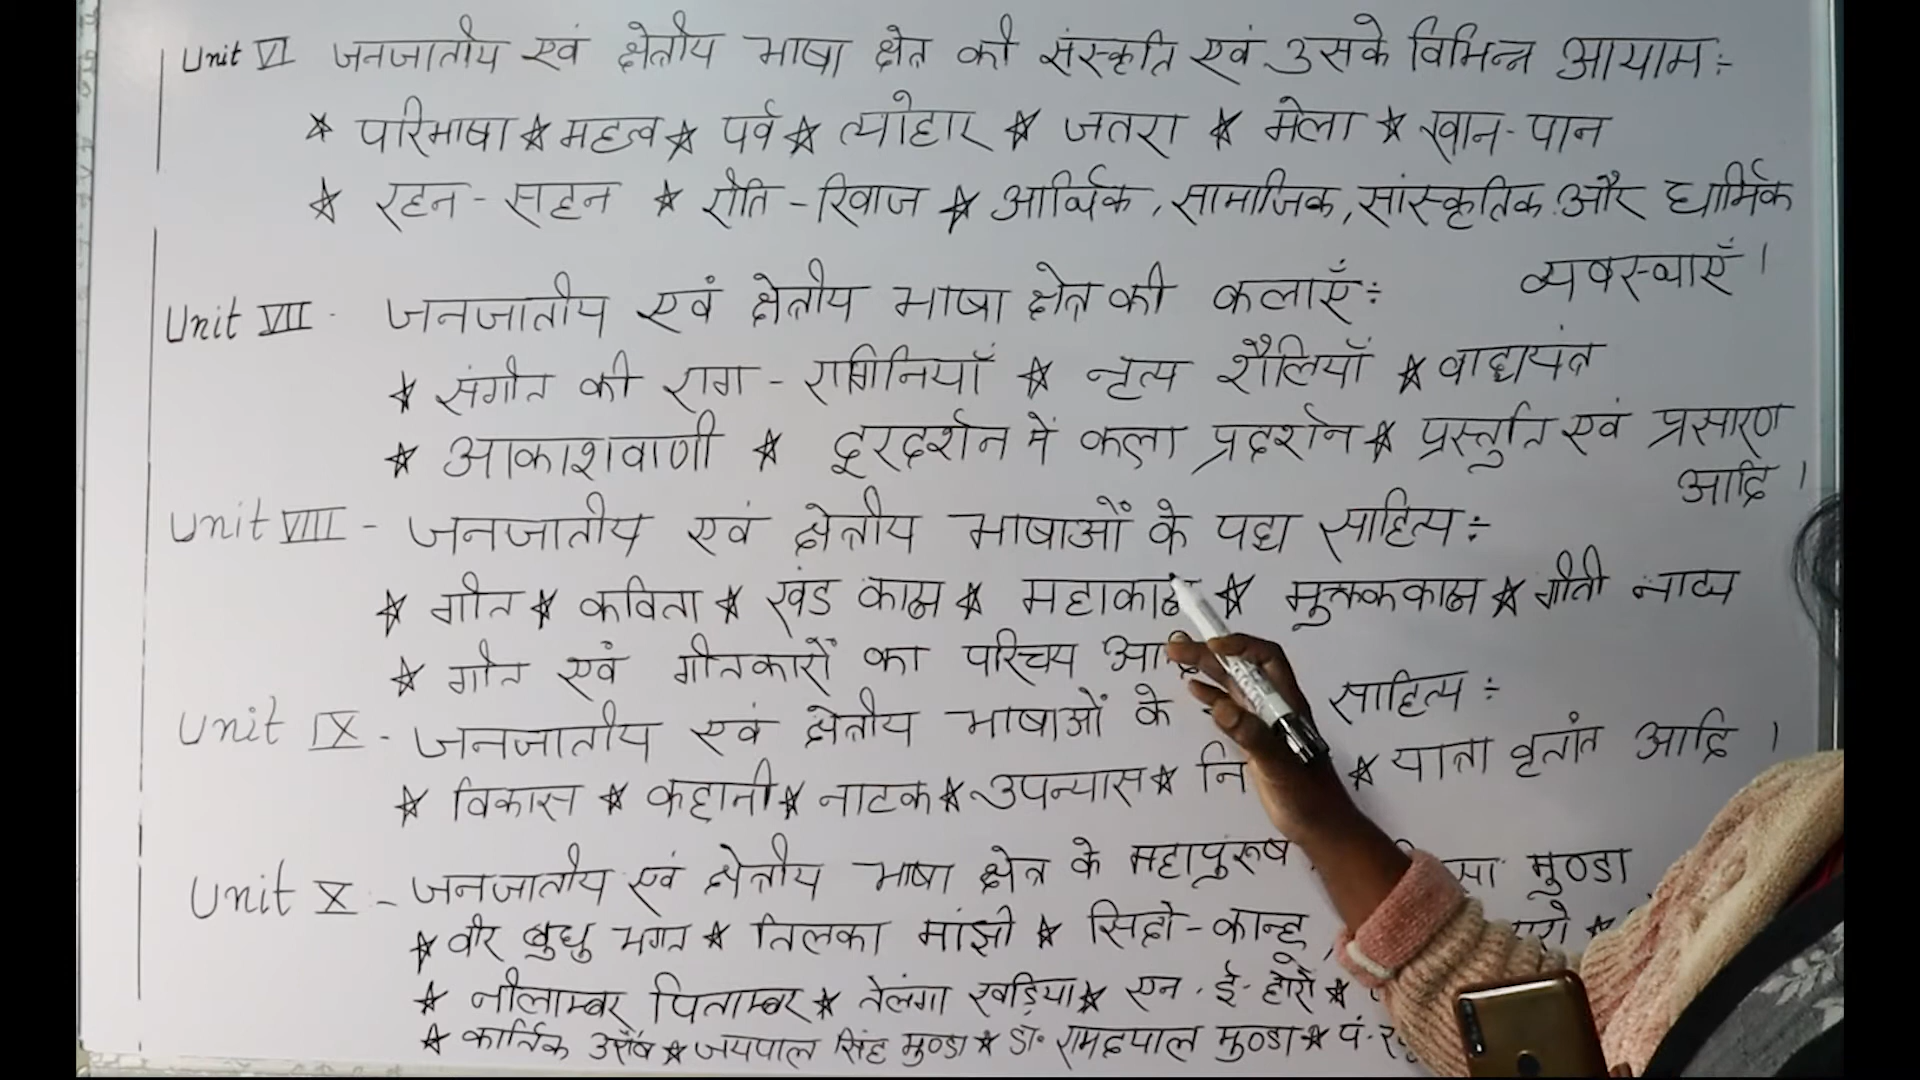 Unit VI जनजातीय एवं क्षेत्रीय भाषा क्षेत्र की संस्कृति एवं उसके विभिन्न आयाम:-
★ परिभाषा ★ महत्व ★ पर्व ★ त्योहार ★ जतरा ★ मेला ★ खान-पान
★ रहन-सहन ★ रीति-रिवाज ★ आर्थिक, सामाजिक, सांस्कृतिक और धार्मिक
व्यवस्थाएँ।
Unit VII - जनजातीय एवं क्षेत्रीय भाषा क्षेत्र की कलाएँ:-
★ संगीत की राग-रागिनियाँ ★ नृत्य शैलियाँ ★ वाद्ययंत्र
★ आकाशवाणी ★ दूरदर्शन में कला प्रदर्शन ★ प्रस्तुति एवं प्रसारण
आदि।
Unit VIII - जनजातीय एवं क्षेत्रीय भाषाओं के पद्य साहित्य:-
★ गीत ★ कविता ★ खंड काव्य ★ महाकाव्य ★ मुक्तककाव्य ★ गीती नाट्य
★ गीत एवं गीतकारों का परिचय आदि
Unit IX - जनजातीय एवं क्षेत्रीय भाषाओं के साहित्य:-
★ विकास ★ कहानी ★ नाटक ★ उपन्यास ★ नि ★ यात्रा वृतांत आदि।
Unit X - जनजातीय एवं क्षेत्रीय भाषा क्षेत्र के महापुरूष मुण्डा
★ वीर बुधु भगत ★ तिलका मांझी ★ सिदो-कान्हू ★
★ नीलाम्बर पिताम्बर ★ तेलंगा खड़िया ★ एन. ई. होरो ★
★ कार्तिक उराँव ★ जयपाल सिंह मुण्डा ★ डा. रामदयाल मुण्डा ★ पं.